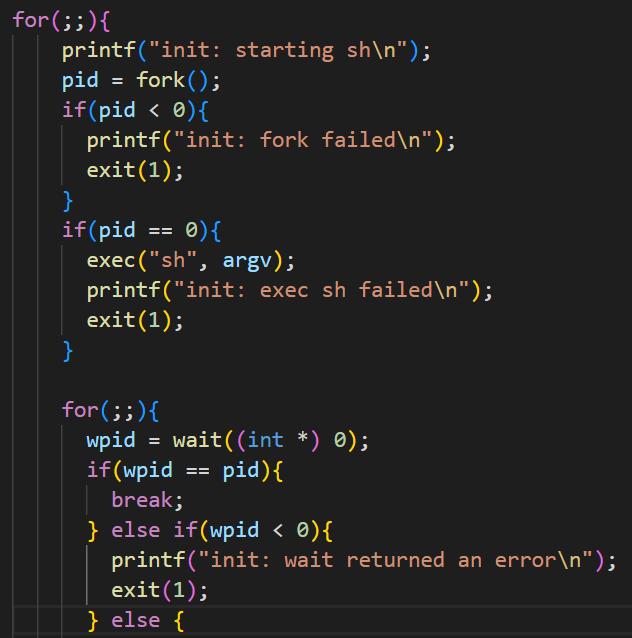 for(;;){
    printf("init: starting sh\n");
    pid = fork();
    if(pid < 0){
      printf("init: fork failed\n");
      exit(1);
    }
    if(pid == 0){
      exec("sh", argv);
      printf("init: exec sh failed\n");
      exit(1);
    }

    for(;;){
      wpid = wait((int *) 0);
      if(wpid == pid){
        break;
      } else if(wpid < 0){
        printf("init: wait returned an error\n");
        exit(1);
      } else {